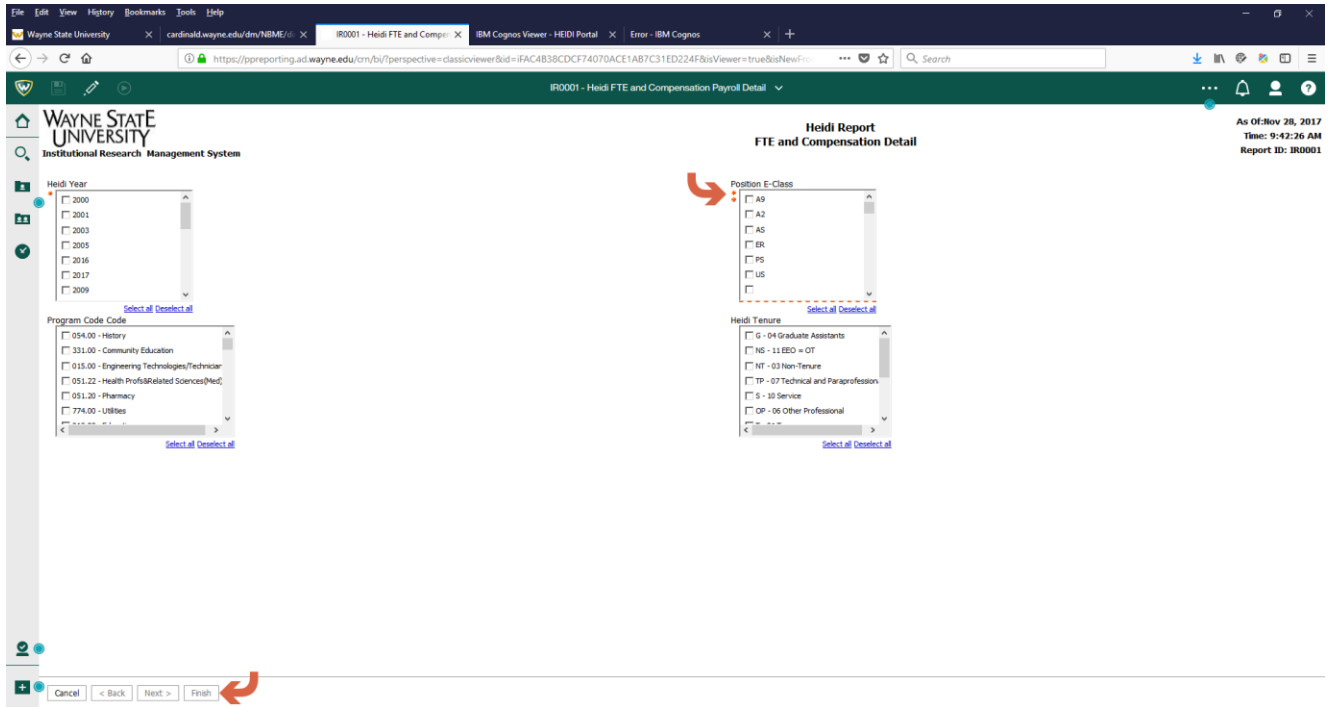 File Edit View History Bookmarks Tools Help
Wayne State University
cardinald.wayne.edu/dm/NBME/
IR0001 - Heidi FTE and Compen
IBM Cognos Viewer - HEIDI Portal
Error - IBM Cognos
https://ppreporting.ad.wayne.edu/crn/bi/?perspective=classicviewer&id=iFAC4B38CDCF74070ACE1AB7C31ED224F&isViewer=true&isNewFr
Search
IR0001 - Heidi FTE and Compensation Payroll Detail
WAYNE STATE
UNIVERSITY
Institutional Research Management System
Heidi Report
FTE and Compensation Detail
As Of:Nov 28, 2017
Time: 9:42:26 AM
Report ID: IR0001
Heidi Year
2000
2001
2003
2005
2016
2017
2009
Select all Deselect all
Position E-Class
A9
A2
AS
ER
PS
US
Select all Deselect all
Program Code Code
054.00 - History
331.00 - Community Education
015.00 - Engineering Technologies/Technician
051.22 - Health Profs&Related Sciences(Med)
051.20 - Pharmacy
774.00 - Utilities
Select all Deselect all
Heidi Tenure
G - 04 Graduate Assistants
NS - 11 EEO = OT
NT - 03 Non-Tenure
TP - 07 Technical and Paraprofession
S - 10 Service
OP - 06 Other Professional
Select all Deselect all
Cancel < Back Next > Finish